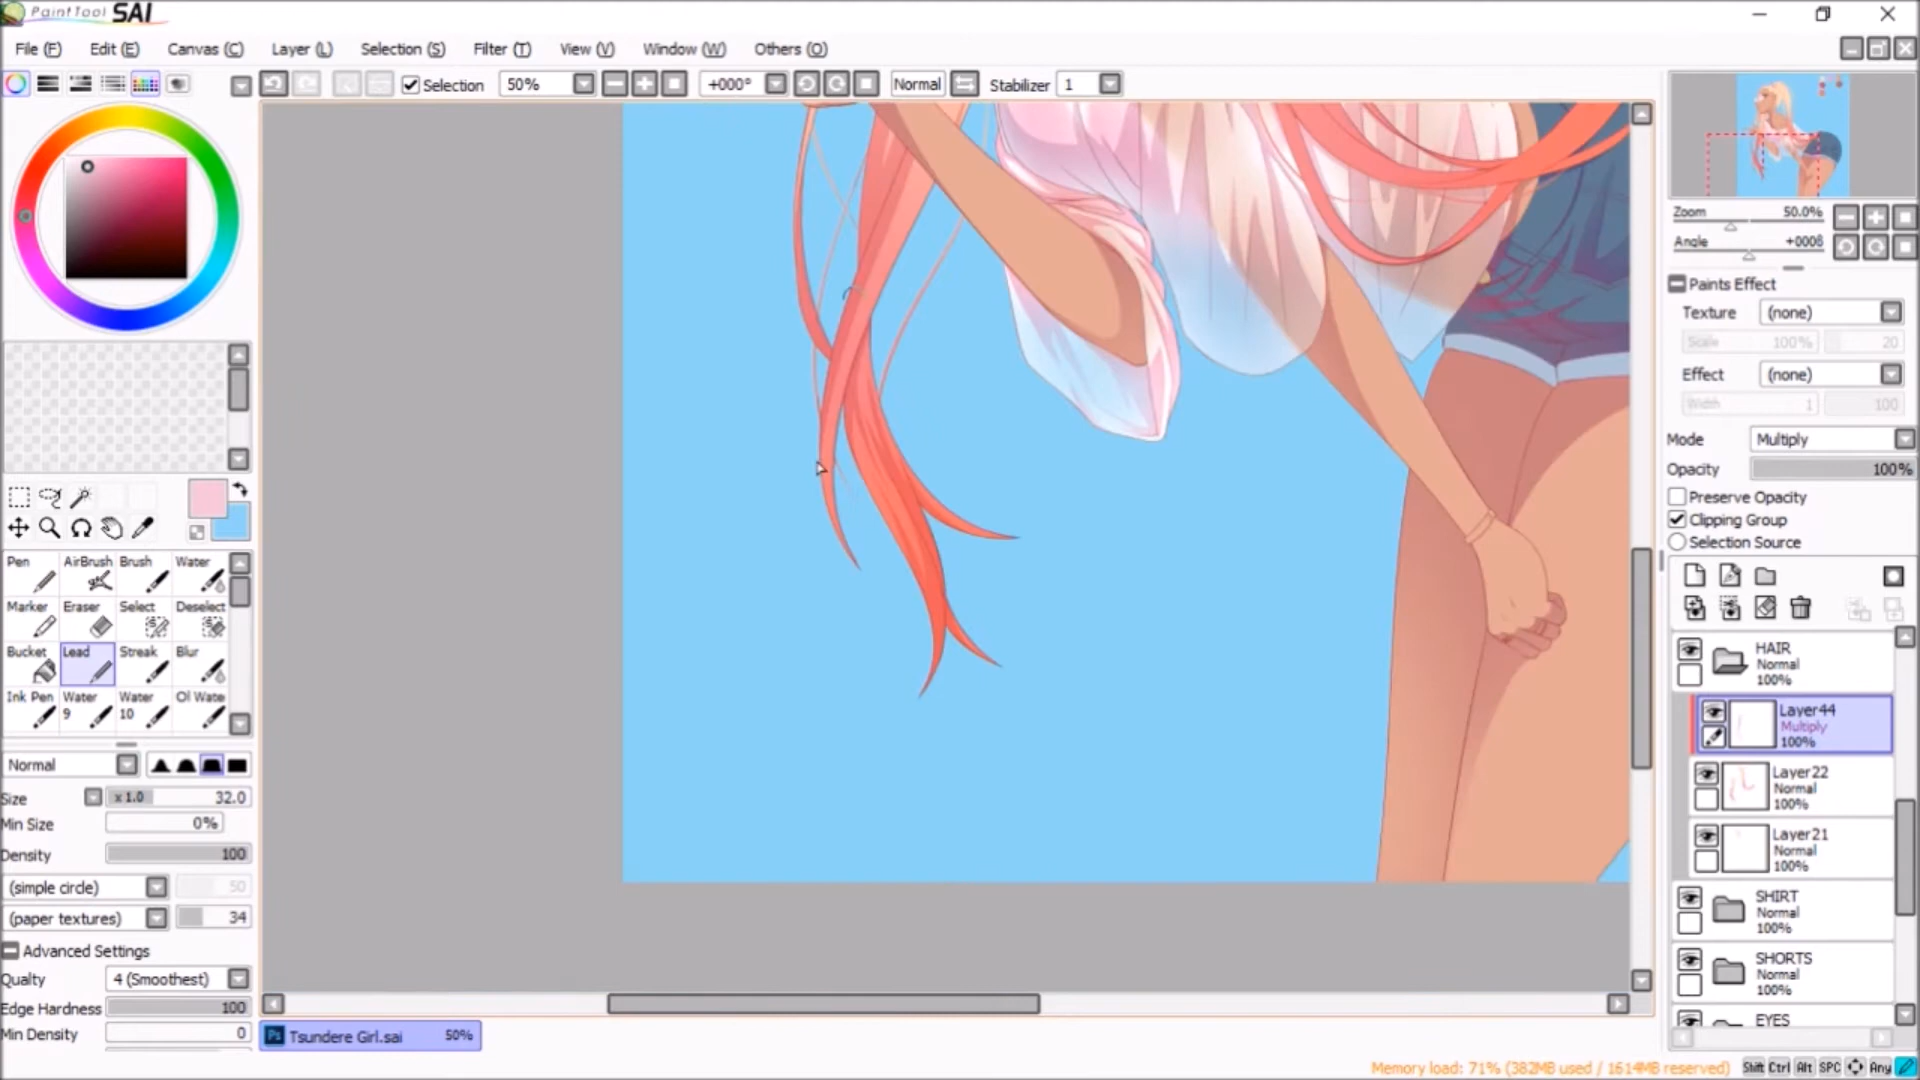 PaintTool SAI
File (F) Edit (E) Canvas (C) Layer (L) Selection (S) Filter (T) View (V) Window (W) Others (O)
Selection 50% +000° Normal Stabilizer 1
Zoom 50.0%
Angle +000θ
Paints Effect
Texture (none)
Scale 100% 20
Effect (none)
Width 1 100
Mode Multiply
Opacity 100%
Preserve Opacity
Clipping Group
Selection Source
Pen AirBrush Brush Water
Marker Eraser Select Deselect
Bucket Lead Streak Blur
Ink Pen Water 9 Water 10 Ol Wate
Normal
Size x 1.0 32.0
Min Size 0%
Density 100
(simple circle) 50
(paper textures) 34
Advanced Settings
Qualty 4 (Smoothest)
Edge Hardness 100
Min Density 0
HAIR
Normal
100%
Layer44
Multiply
100%
Layer22
Normal
100%
Layer21
Normal
100%
SHIRT
Normal
100%
SHORTS
Normal
100%
EYES
Ps Tsundere Girl.sai 50%
Memory load: 71% (382MB used / 1614MB reserved) Shift Ctrl Alt SPC Any